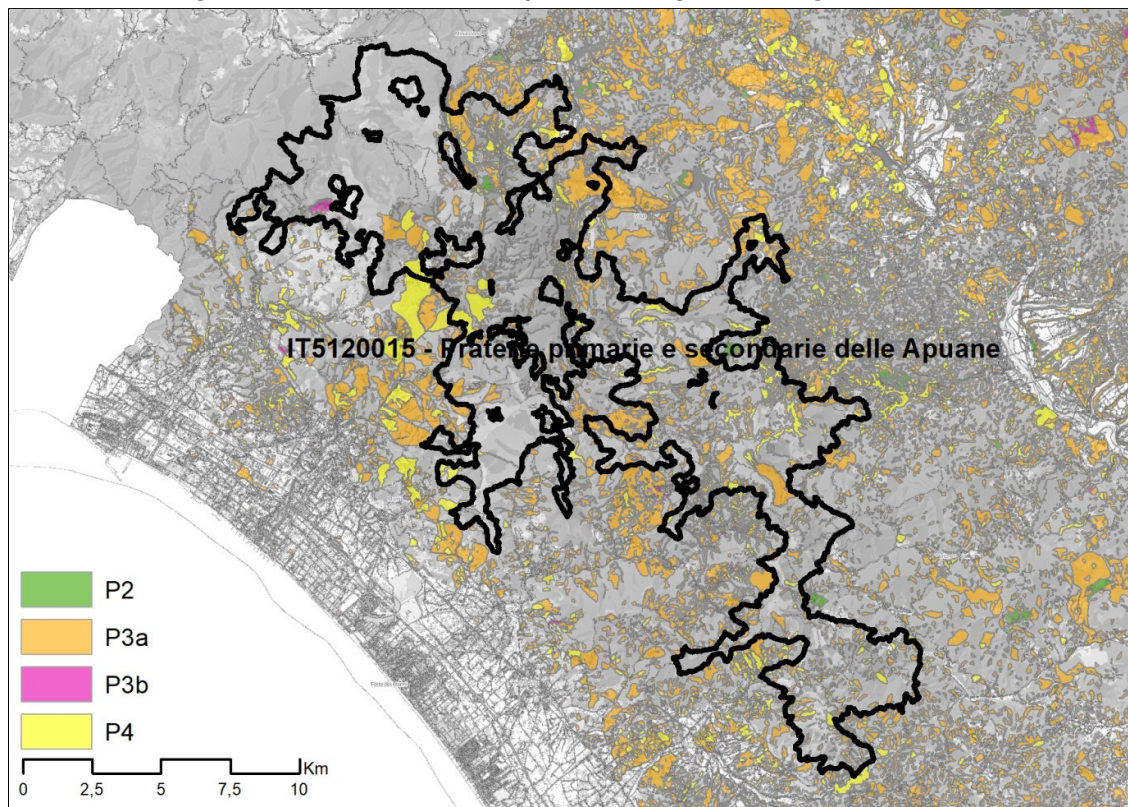 IT5120015 - Praterie primarie e secondarie delle Apuane
P2
P3a
P3b
P4
Km
0 2,5 5 7,5 10